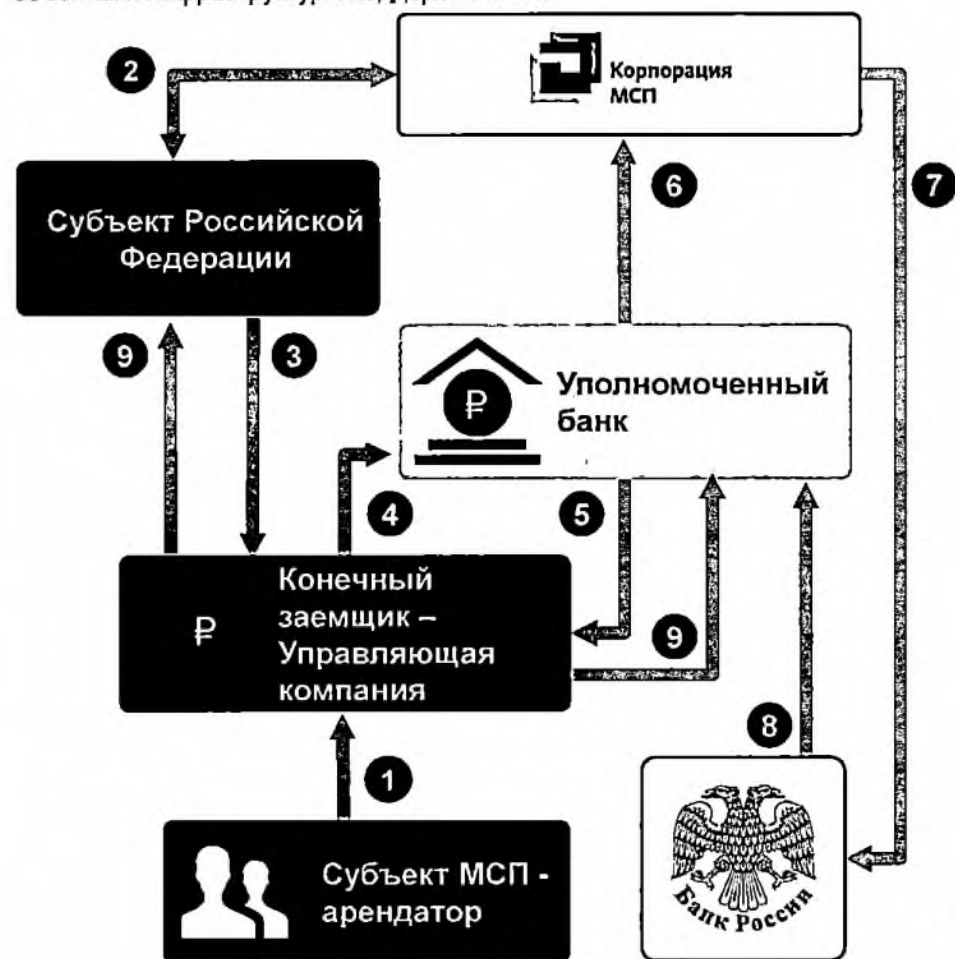 2
Корпорация
МСП
6
7
Субъект Российской
Федерации
9
3
₽
Уполномоченный
банк
4
5
₽
Конечный
заемщик –
Управляющая
компания
9
8
1
Субъект МСП -
арендатор
Банк России